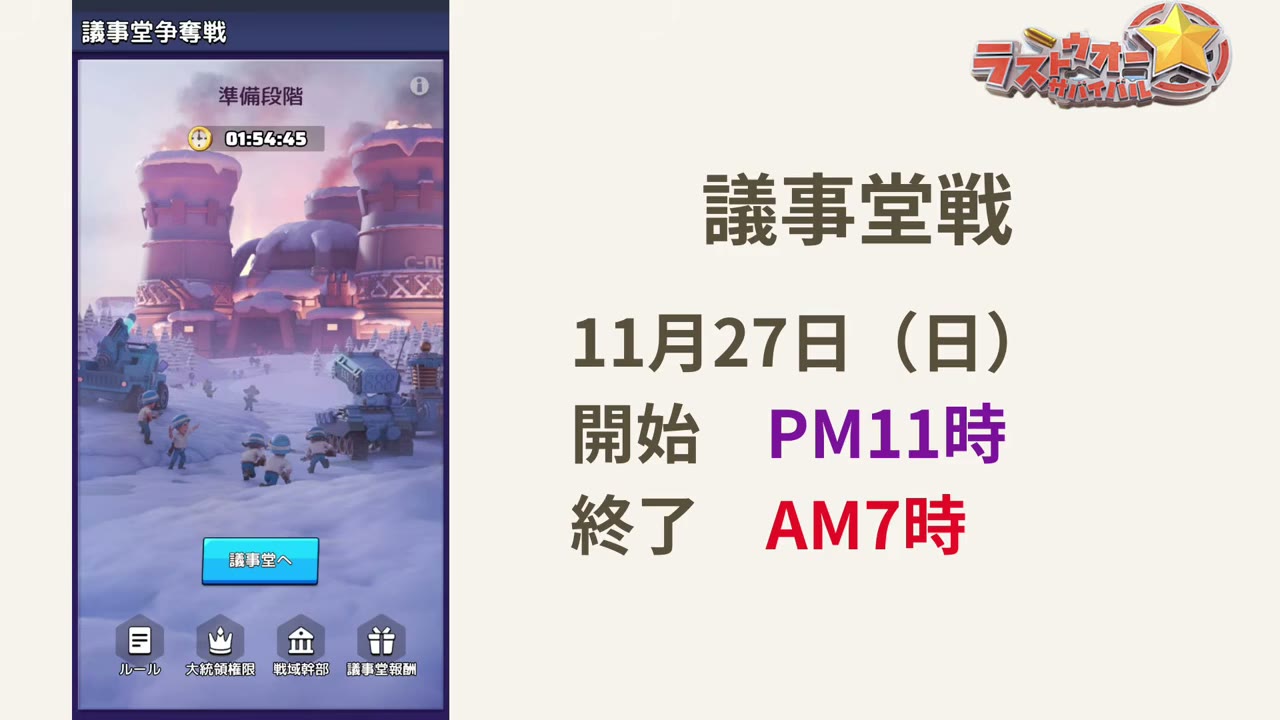 議事堂争奪戦
準備段階
01:54:45
議事堂へ
ルール
大統領権限
戦域幹部
議事堂報酬
ラストウォー
サバイバル
議事堂戦
11月27日（日）
開始 PM11時
終了 AM7時